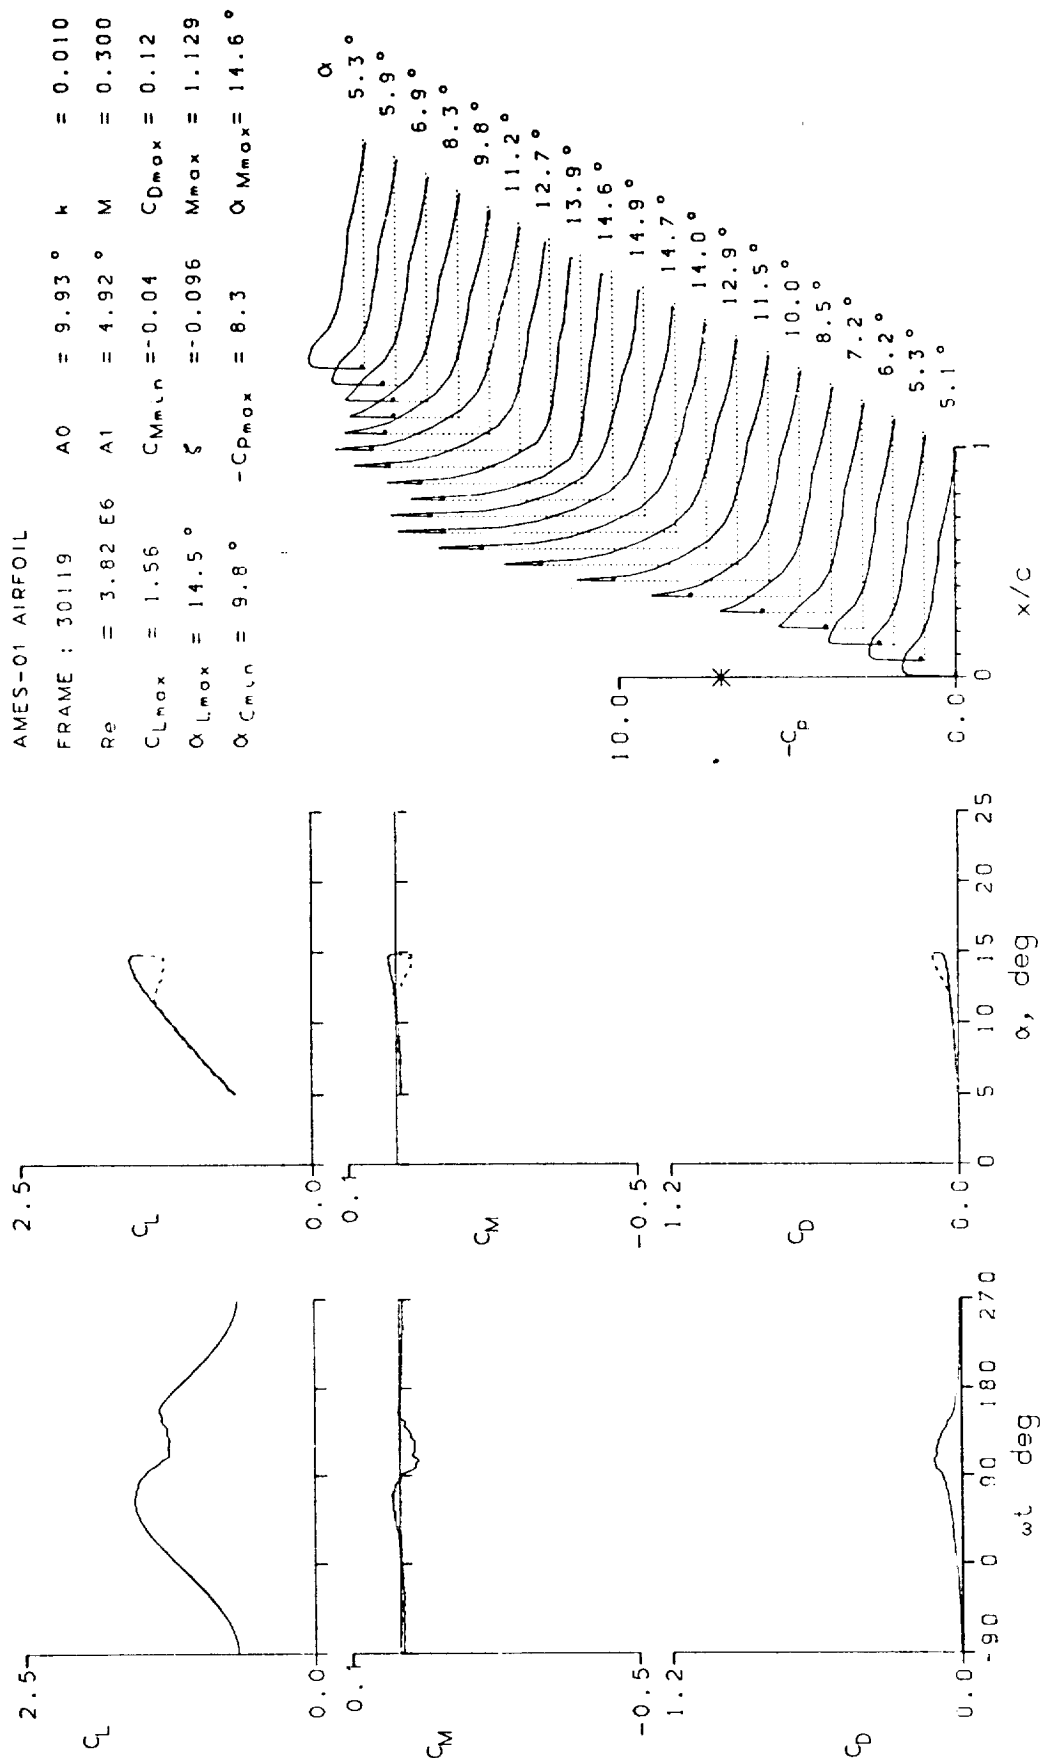 AMES-01 AIRFOIL
FRAME : 30119 A0 = 9.93° k = 0.010
Re = 3.82 E6 A1 = 4.92° M = 0.300
CLmax = 1.56 CMmin =-0.04 CDmax = 0.12
αLmax = 14.5° ζ =-0.096 Mmax = 1.129
αCmin = 9.8° -Cpmax = 8.3 αMmax = 14.6°
2.5
CL
0.0
0.1
CM
-0.5
1.2
CD
0.0
-90 0 90 180 270
ωt deg
2.5
CL
0.0
0.1
CM
-0.5
1.2
CD
0.0
0 5 10 15 20 25
α, deg
α
5.3°
5.9°
6.9°
8.3°
9.8°
11.2°
12.7°
13.9°
14.6°
14.9°
14.7°
14.0°
12.9°
11.5°
10.0°
8.5°
7.2°
6.2°
5.3°
5.1°
10.0
-Cp
0.0
0 1
x/c